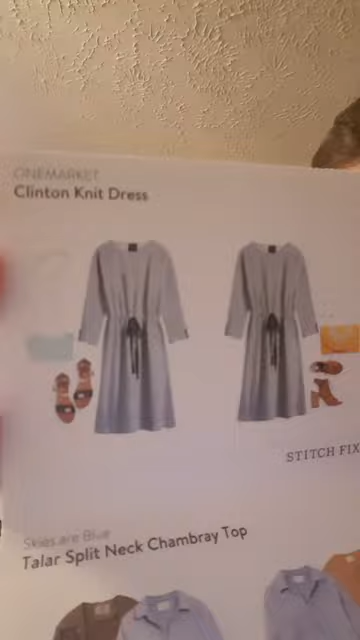 ONEMARKET
Clinton Knit Dress
STITCH FIX
Skies are Blue
Talar Split Neck Chambray Top